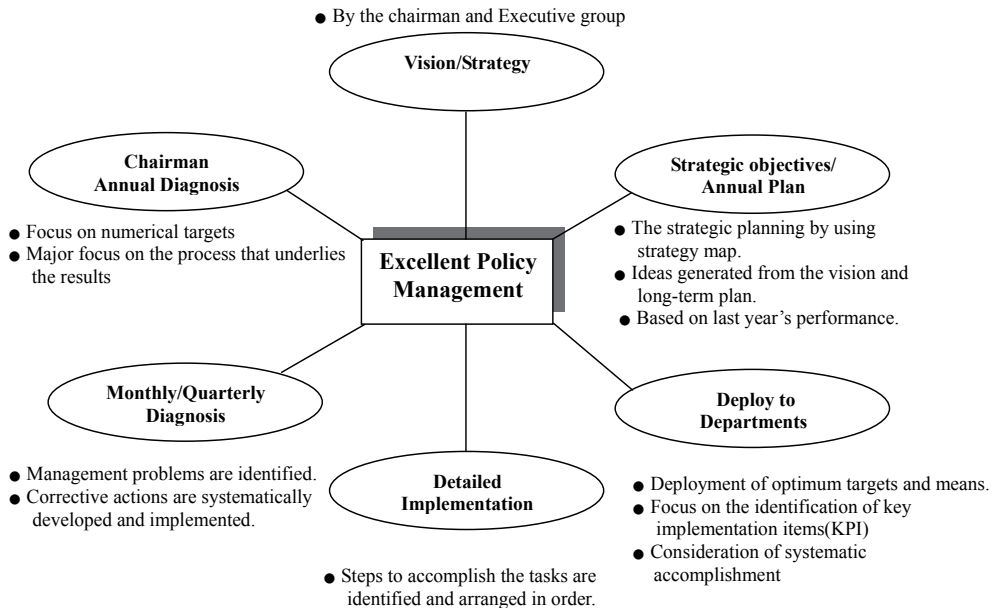 ● By the chairman and Executive group
Vision/Strategy
Chairman
Annual Diagnosis
● Focus on numerical targets
● Major focus on the process that underlies
the results
Strategic objectives/
Annual Plan
● The strategic planning by using
strategy map.
● Ideas generated from the vision and
long-term plan.
● Based on last year’s performance.
Excellent Policy
Management
Monthly/Quarterly
Diagnosis
● Management problems are identified.
● Corrective actions are systematically
developed and implemented.
Detailed
Implementation
● Steps to accomplish the tasks are
identified and arranged in order.
Deploy to
Departments
● Deployment of optimum targets and means.
● Focus on the identification of key
implementation items(KPI)
● Consideration of systematic
accomplishment